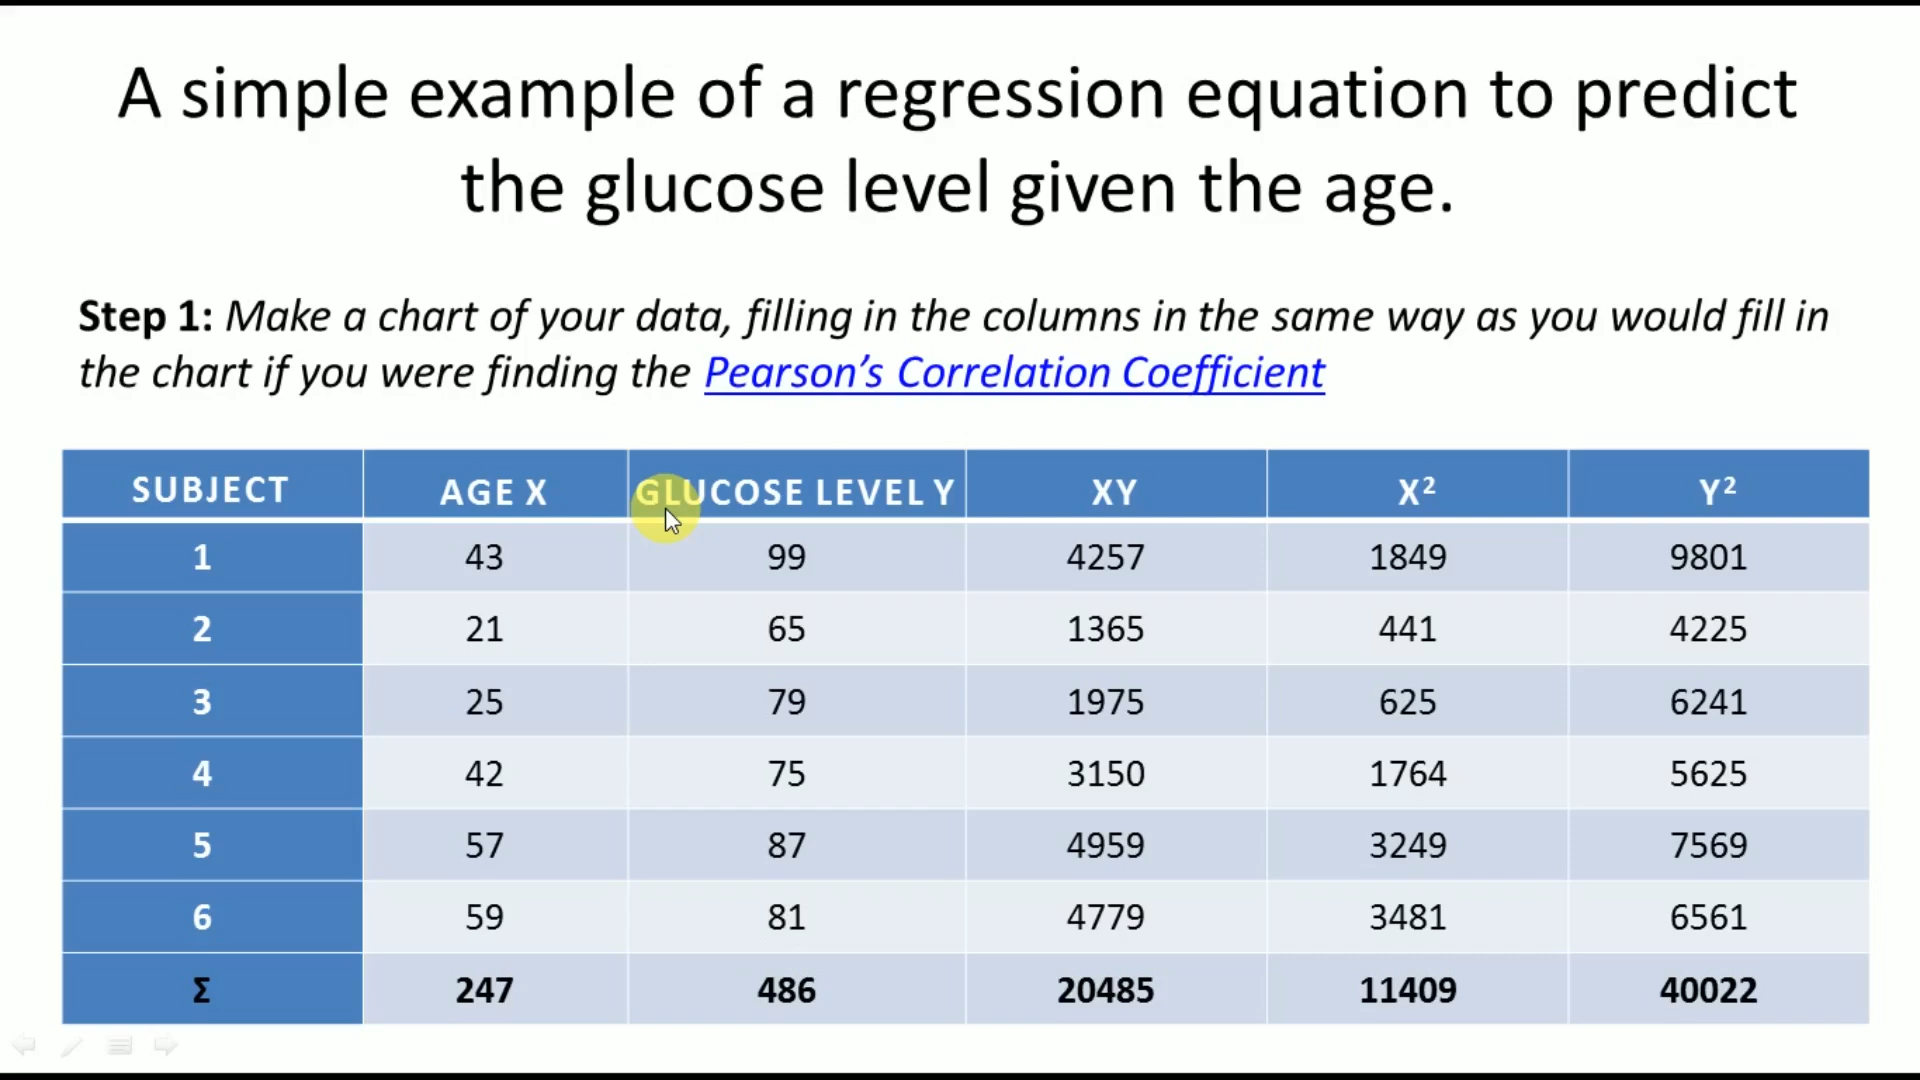 A simple example of a regression equation to predict
the glucose level given the age.
Step 1: Make a chart of your data, filling in the columns in the same way as you would fill in
the chart if you were finding the Pearson’s Correlation Coefficient
SUBJECT AGE X GLUCOSE LEVEL Y XY X² Y²
1 43 99 4257 1849 9801
2 21 65 1365 441 4225
3 25 79 1975 625 6241
4 42 75 3150 1764 5625
5 57 87 4959 3249 7569
6 59 81 4779 3481 6561
Σ 247 486 20485 11409 40022